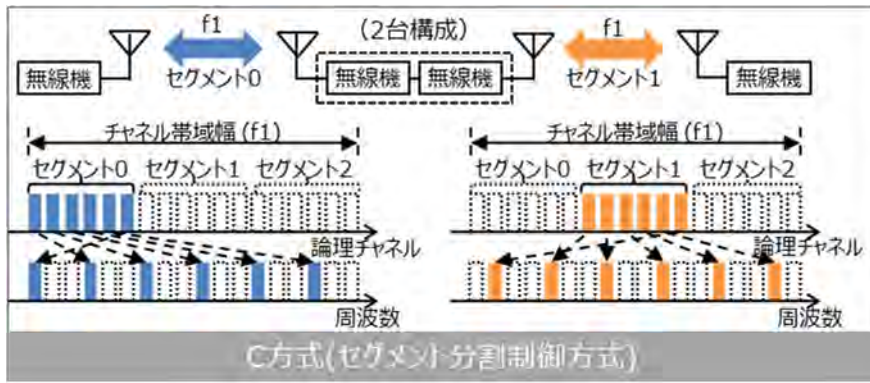 f1
(2台構成)
f1
無線機
セグメント0
無線機
無線機
セグメント1
無線機
チャネル帯域幅(f1)
セグメント0
セグメント1
セグメント2
論理チャネル
周波数
チャネル帯域幅(f1)
セグメント0
セグメント1
セグメント2
論理チャネル
周波数
C方式(セグメント分割制御方式)